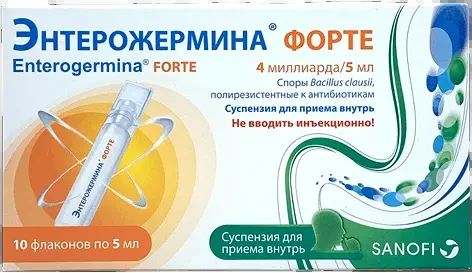 ЭНТЕРОЖЕРМИНА® ФОРТЕ
Enterogermina® FORTE
4 миллиарда/5 мл
Споры Bacillus clausii,
полирезистентные к антибиотикам
Суспензия для приема внутрь
Не вводить инъекционно!
ЭНТЕРОЖЕРМИНА® ФОРТЕ
10 флаконов по 5 мл
Суспензия для
приема внутрь
SANOFI